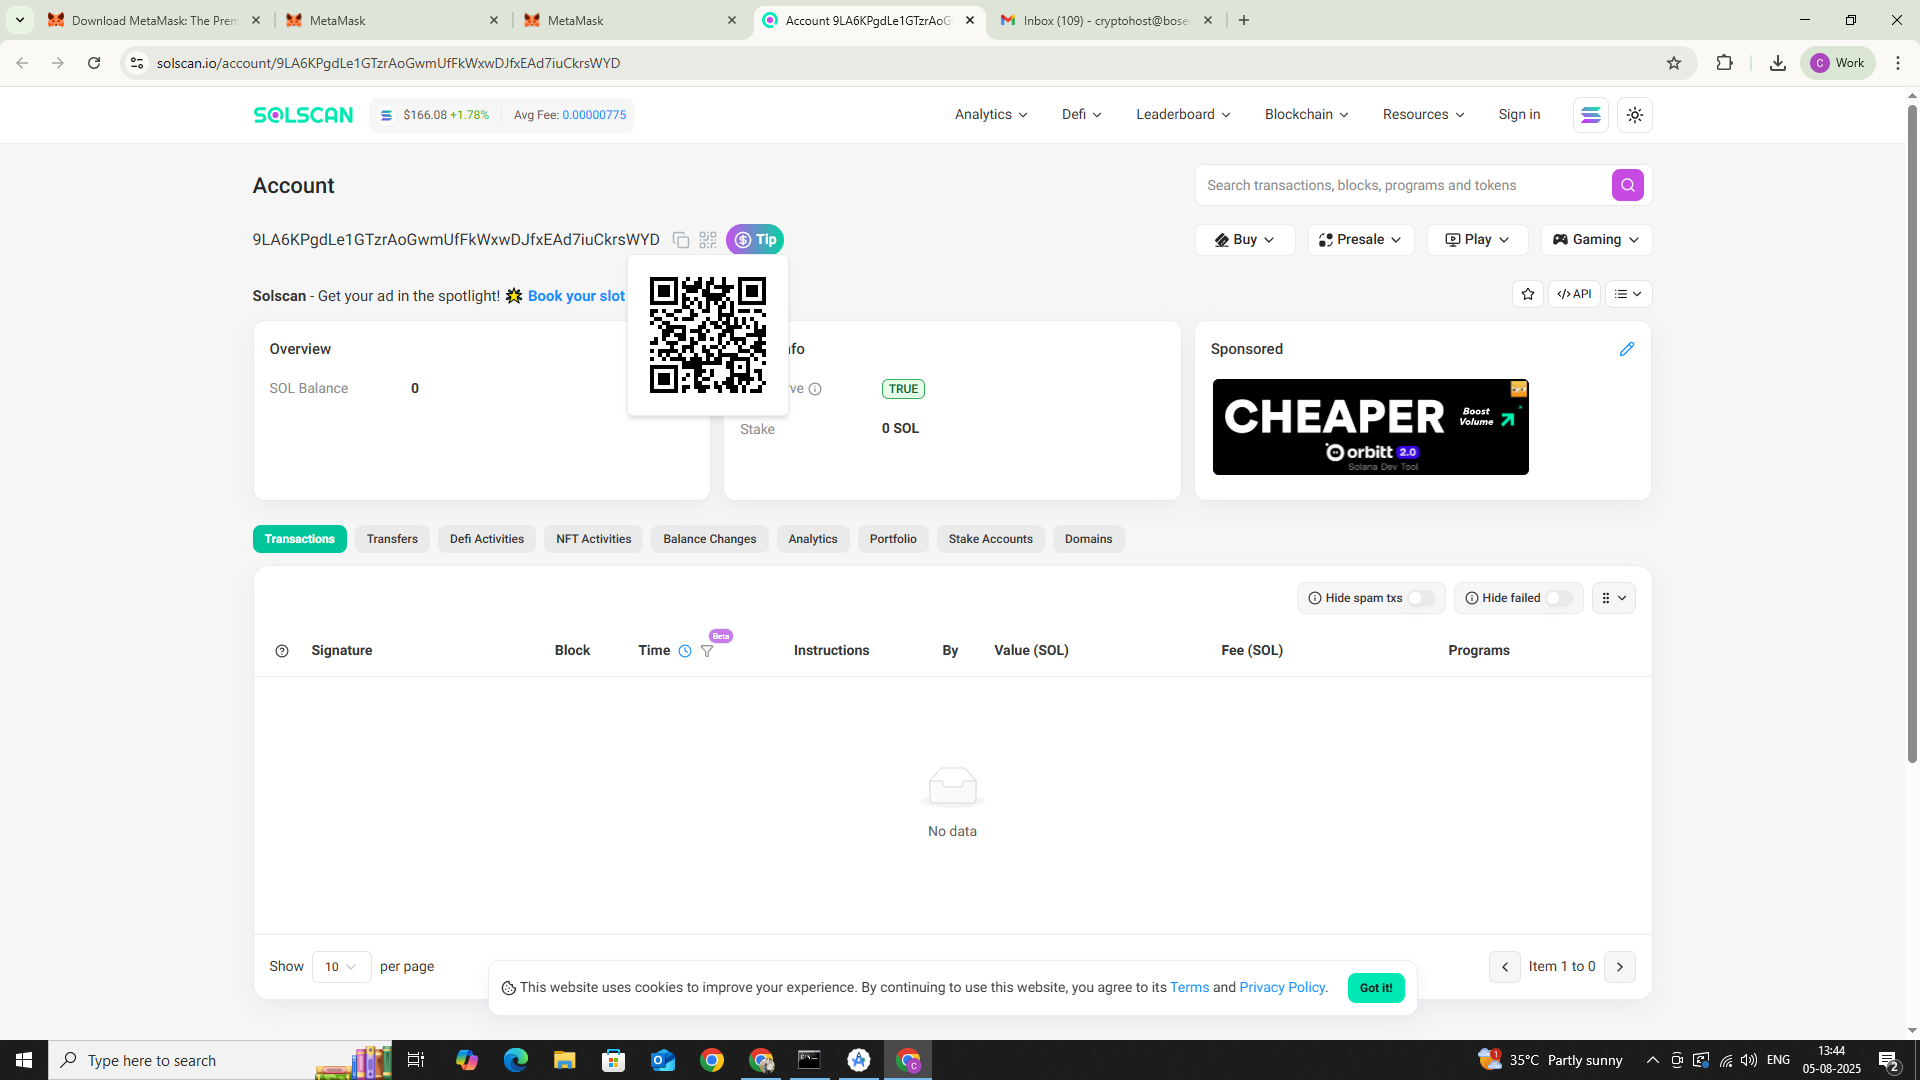 Download MetaMask: The Prem
MetaMask
MetaMask
Account 9LA6KPgdLe1GTzrAoG
Inbox (109) - cryptohost@bose
solscan.io/account/9LA6KPgdLe1GTzrAoGwmUfFkWxwDJfxEAd7iuCkrsWYD
C
Work
SOLSCAN
$166.08 +1.78%
Avg Fee: 0.00000775
Analytics
Defi
Leaderboard
Blockchain
Resources
Sign in
Account
Search transactions, blocks, programs and tokens
9LA6KPgdLe1GTzrAoGwmUfFkWxwDJfxEAd7iuCkrsWYD
Tip
Buy
Presale
Play
Gaming
Solscan - Get your ad in the spotlight! Book your slot
API
Overview
SOL Balance
0
nfo
ve
TRUE
Stake
0 SOL
Sponsored
CHEAPER
Boost
Volume
orbitt 2.0
Solana Dev Tool
Transactions
Transfers
Defi Activities
NFT Activities
Balance Changes
Analytics
Portfolio
Stake Accounts
Domains
Hide spam txs
Hide failed
Beta
Signature
Block
Time
Instructions
By
Value (SOL)
Fee (SOL)
Programs
No data
Show
10
per page
Item 1 to 0
This website uses cookies to improve your experience. By continuing to use this website, you agree to its Terms and Privacy Policy.
Got it!
Type here to search
1
35°C Partly sunny
ENG
13:44
05-08-2025
2